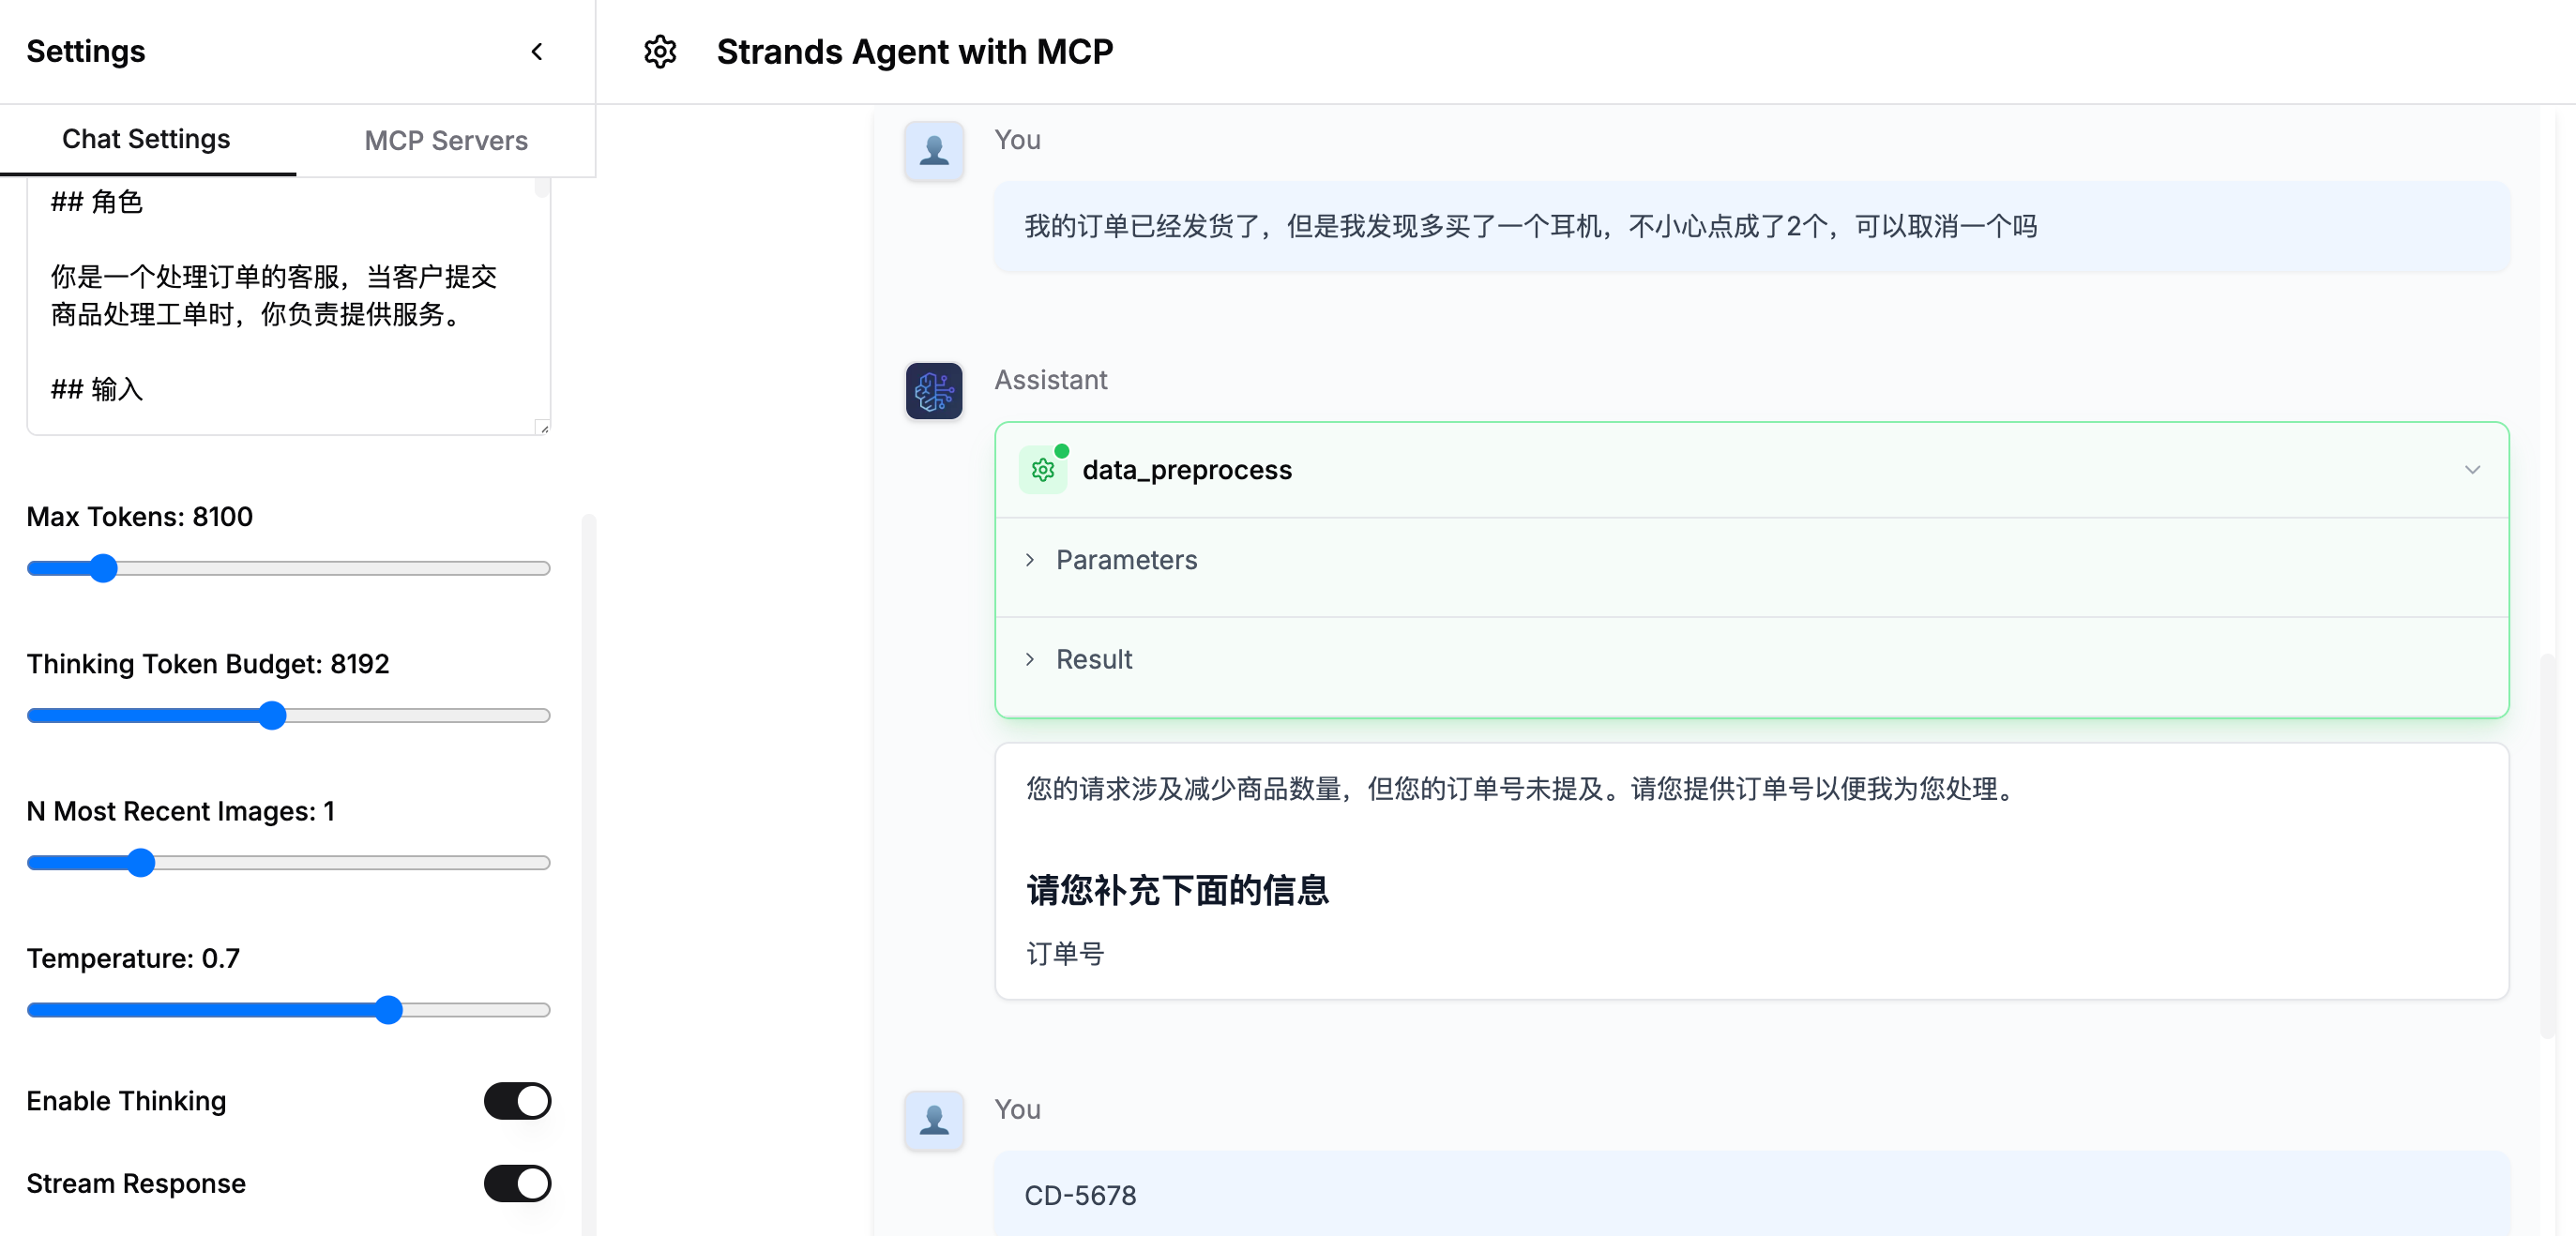 Settings
Chat Settings
MCP Servers
## 角色
你是一个处理订单的客服，当客户提交
商品处理工单时，你负责提供服务。
## 输入
Max Tokens: 8100
Thinking Token Budget: 8192
N Most Recent Images: 1
Temperature: 0.7
Enable Thinking
Stream Response
Strands Agent with MCP
You
我的订单已经发货了，但是我发现多买了一个耳机，不小心点成了2个，可以取消一个吗
Assistant
data_preprocess
Parameters
Result
您的请求涉及减少商品数量，但您的订单号未提及。请您提供订单号以便我为您处理。
请您补充下面的信息
订单号
You
CD-5678